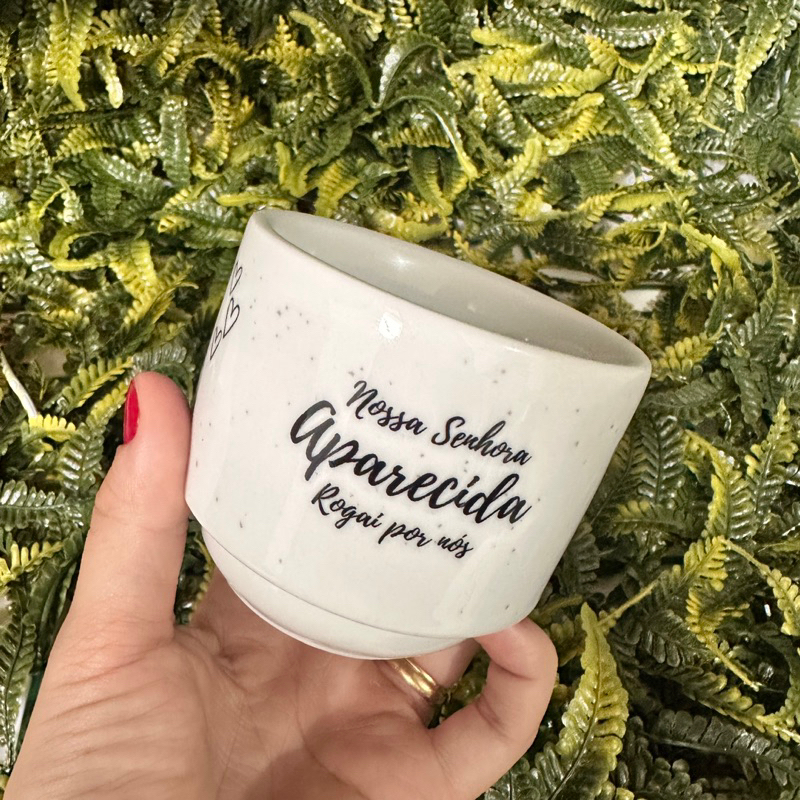 Nossa Senhora
Aparecida
Rogai por nós